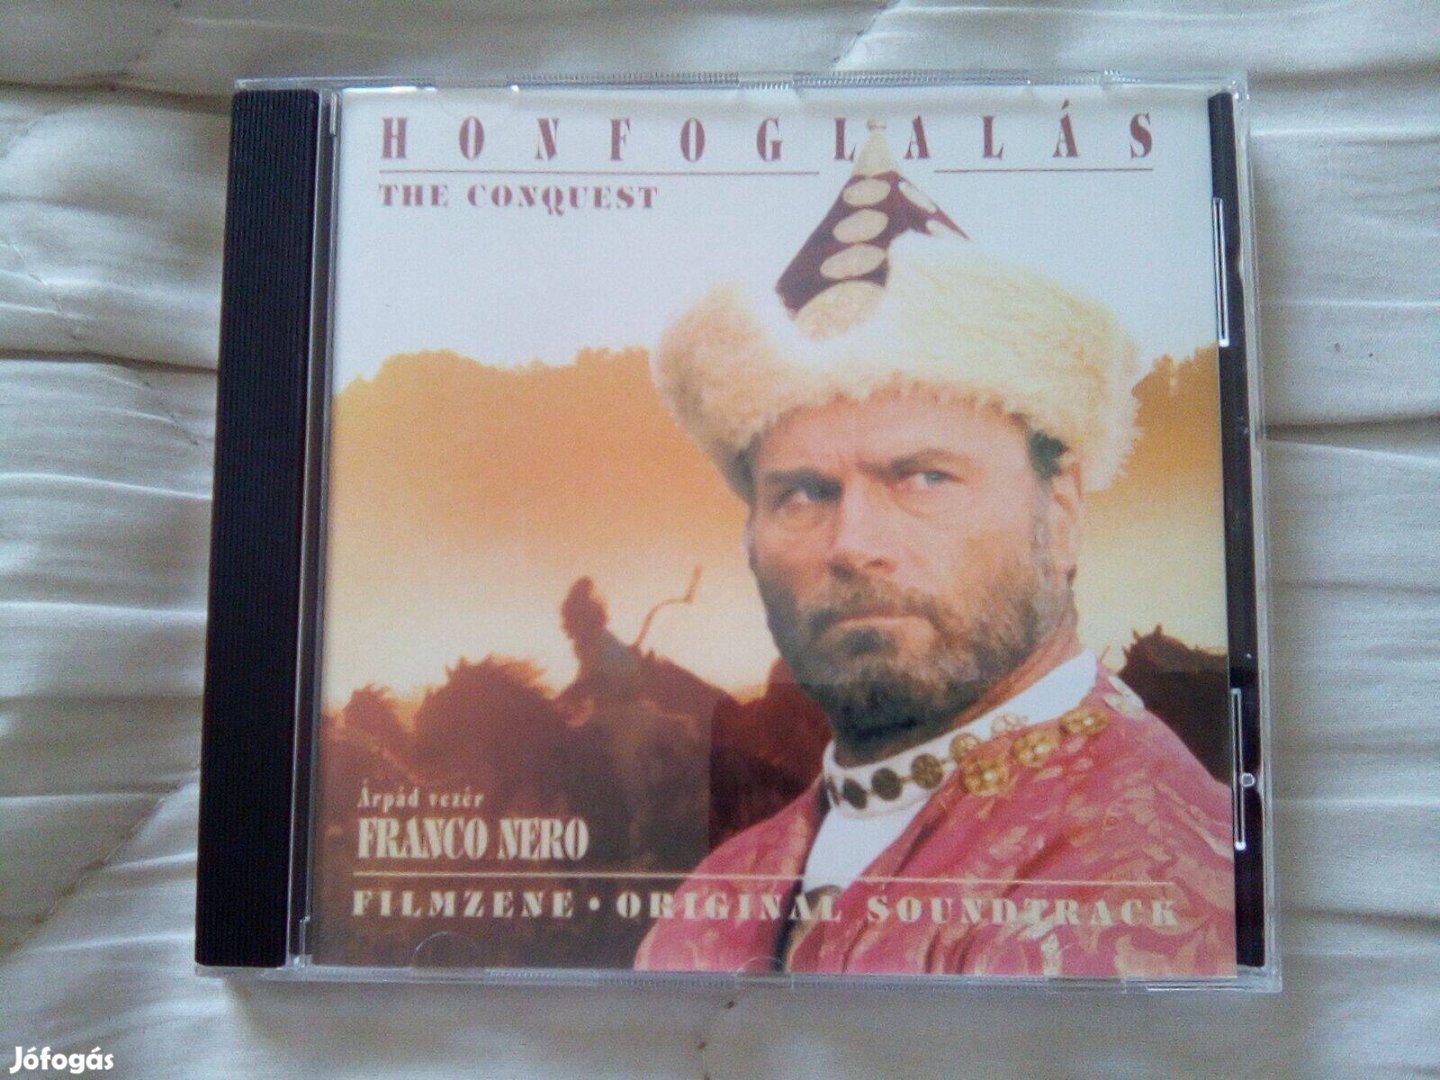 HONFOGLALÁS
THE CONQUEST
Árpád vezér
FRANCO NERO
FILMZENE • ORIGINAL SOUNDTRACK
Jófogás